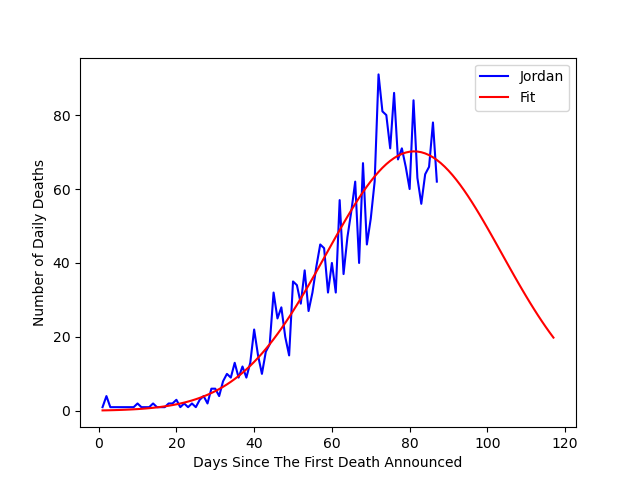 Jordan
Fit
80
60
40
20
0
Number of Daily Deaths
0 20 40 60 80 100 120
Days Since The First Death Announced